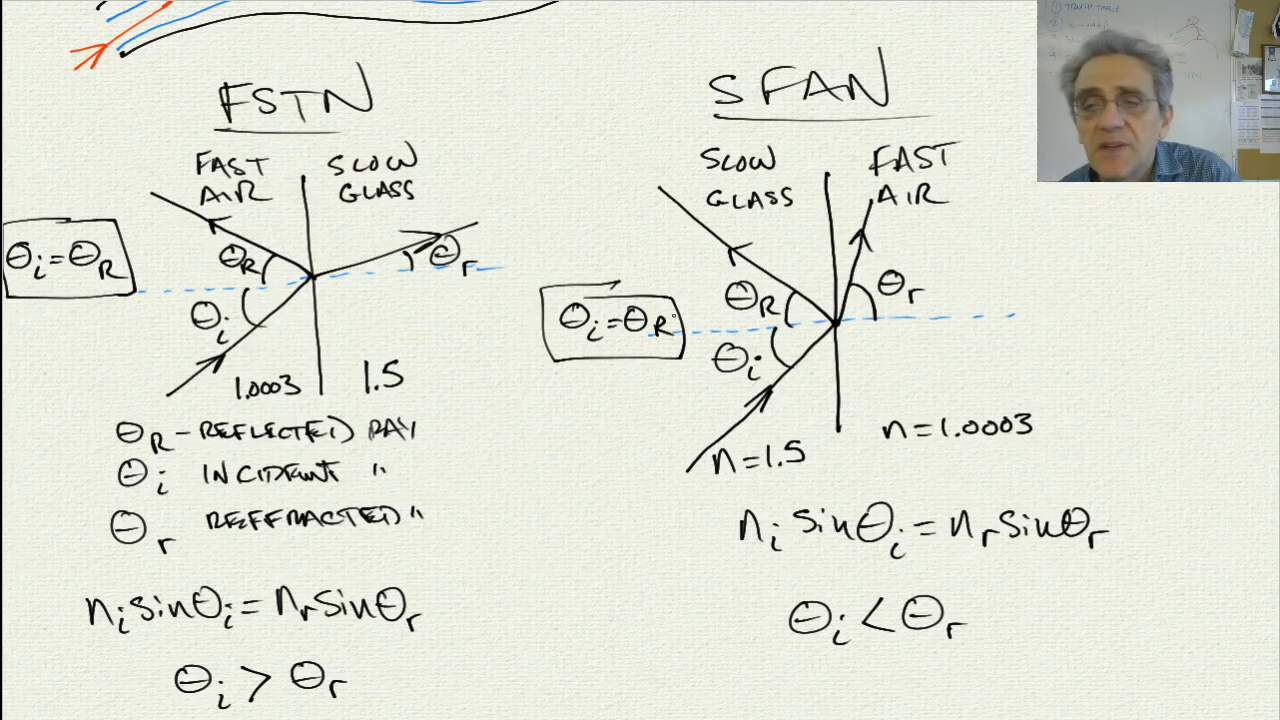 FSTN
FAST AIR
SLOW GLASS
θR
θi
θr
θi = θR
1.0003
1.5
θR - REFLECTED RAY
θi INCIDENT "
θr REFFRACTED "
ni sinθi = nr sinθr
θi > θr
SFAN
SLOW GLASS
FAST AIR
θR
θi
θr
θi = θR
n = 1.5
n = 1.0003
ni sinθi = nr sinθr
θi < θr
TRUTH TABLE